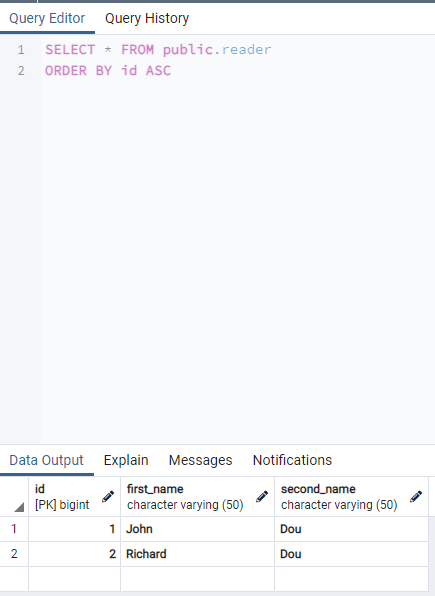 Query Editor Query History
1 SELECT * FROM public.reader
2 ORDER BY id ASC
Data Output Explain Messages Notifications
id first_name second_name
[PK] bigint character varying (50) character varying (50)
1 1 John Dou
2 2 Richard Dou